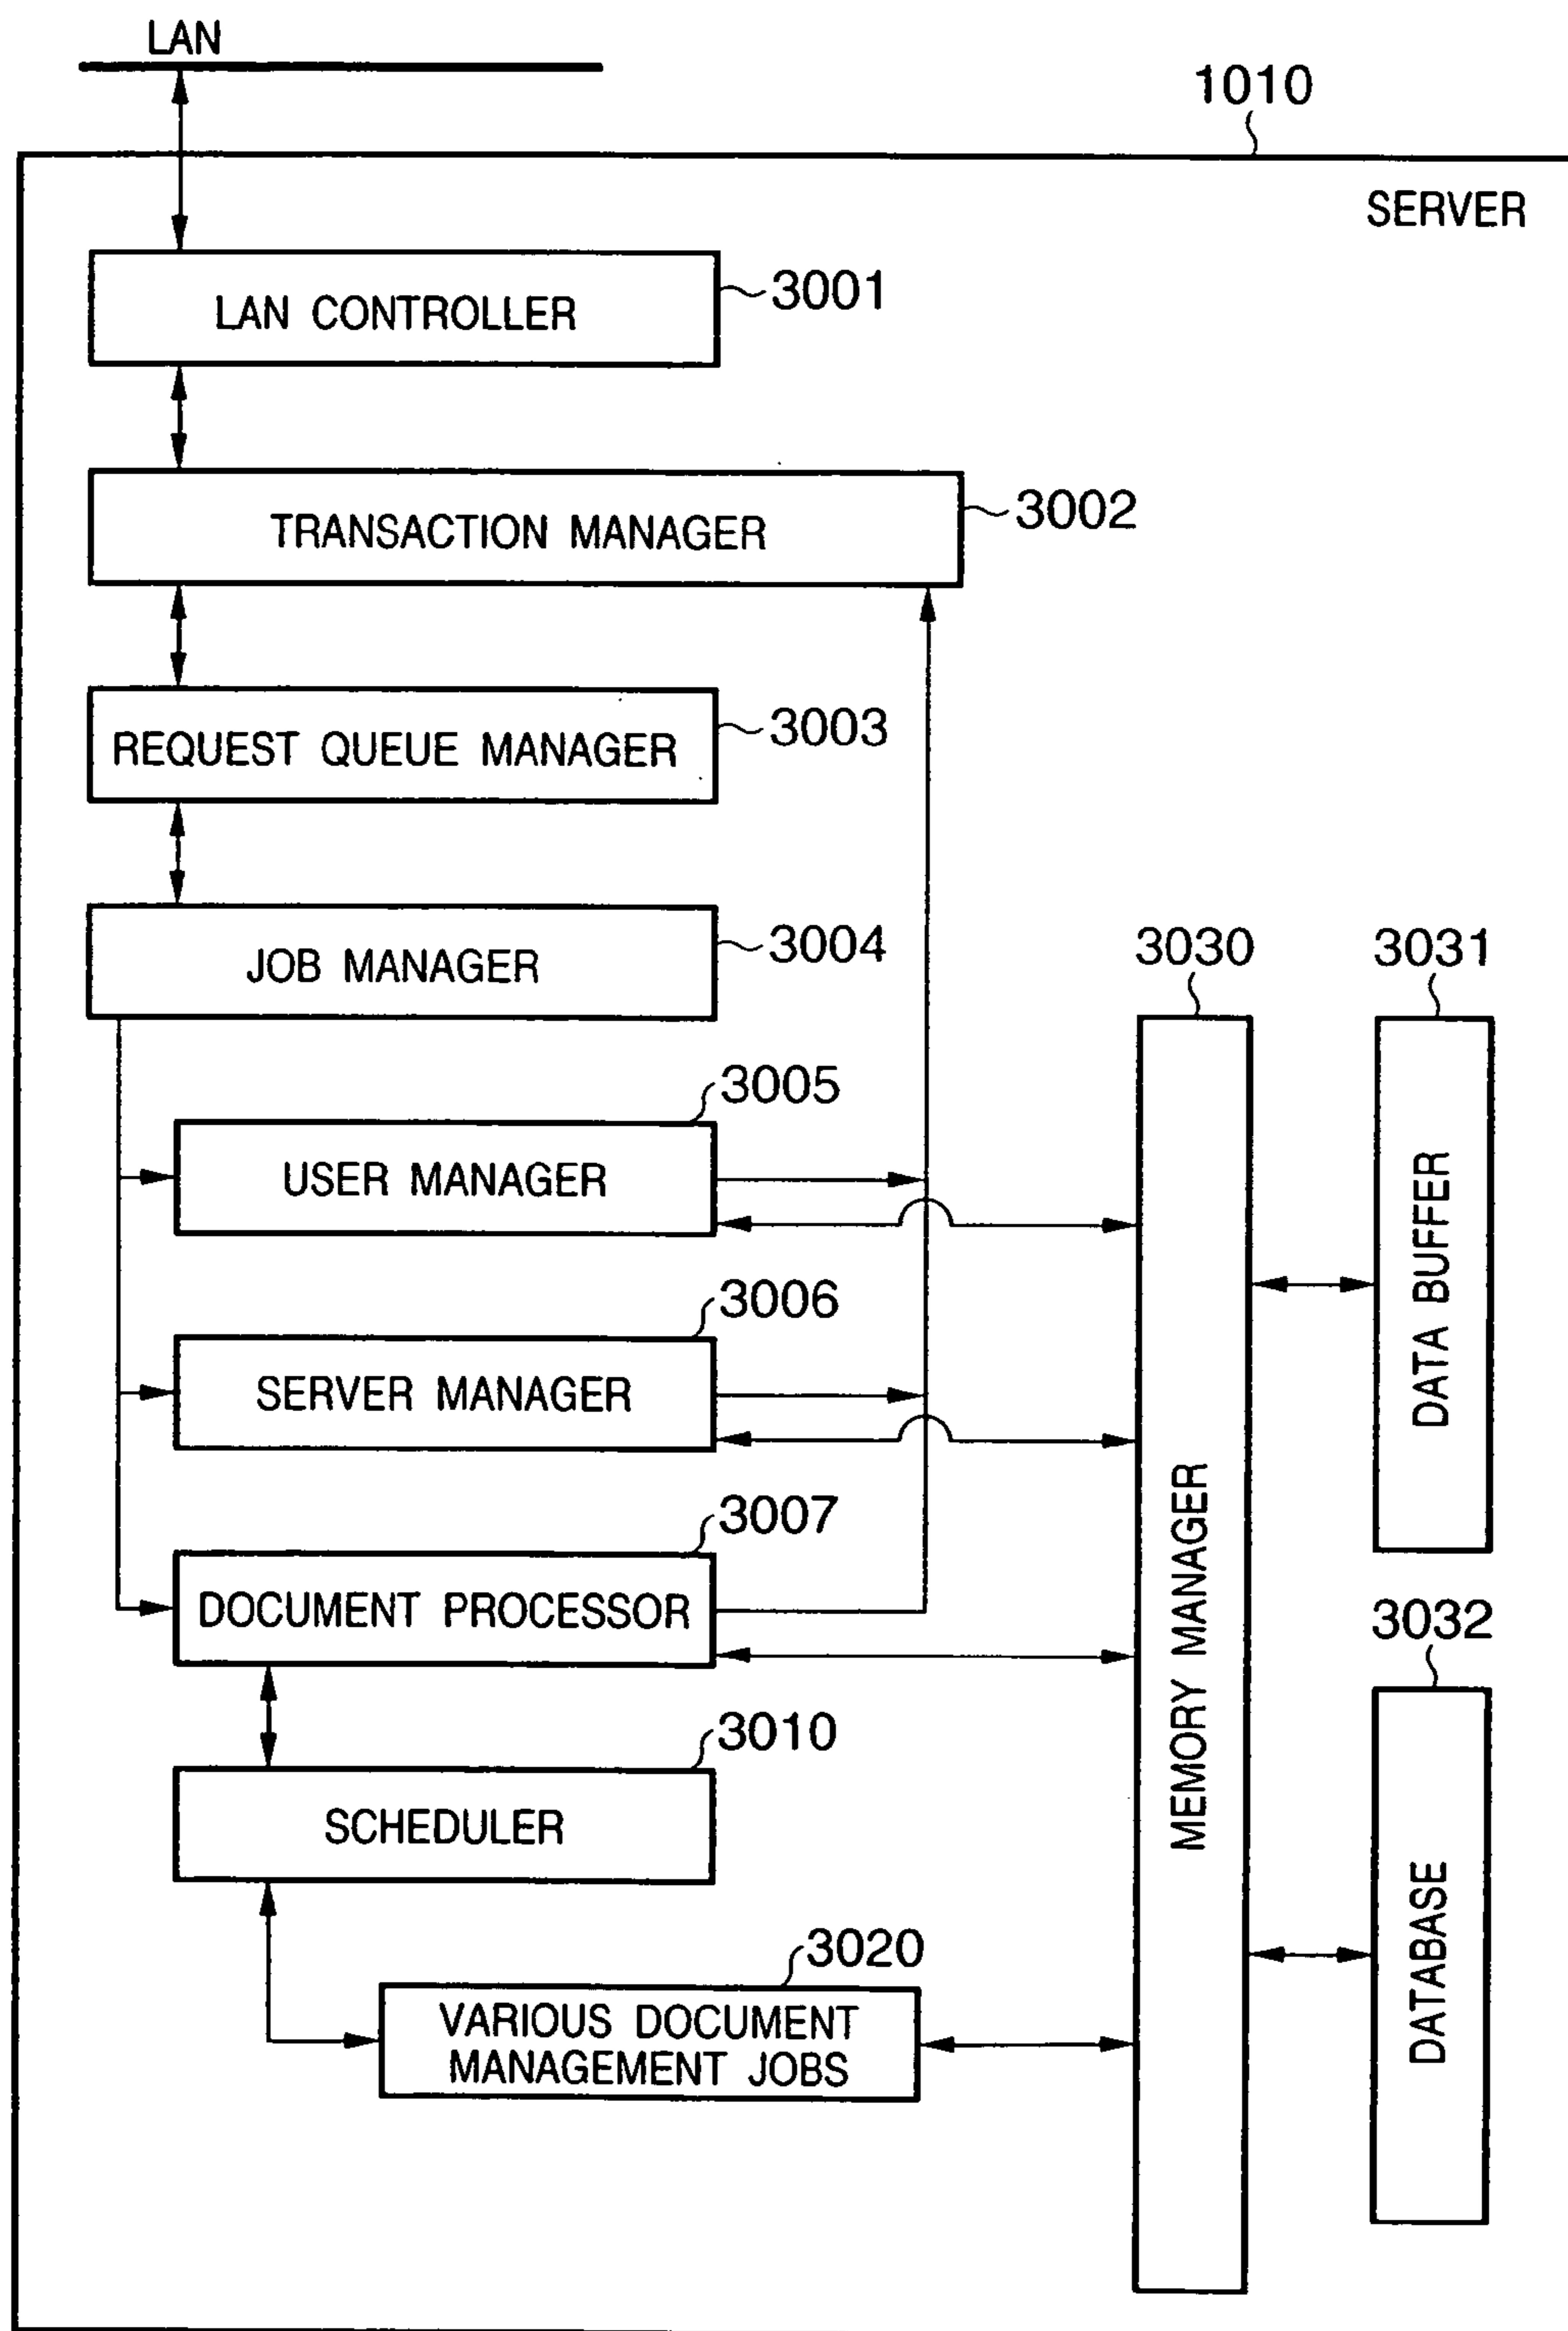 LAN
1010
SERVER
LAN CONTROLLER
3001
TRANSACTION MANAGER
3002
REQUEST QUEUE MANAGER
3003
JOB MANAGER
3004
3030
3031
3005
USER MANAGER
DATA BUFFER
3006
SERVER MANAGER
MEMORY MANAGER
3007
DOCUMENT PROCESSOR
3032
3010
SCHEDULER
DATABASE
3020
VARIOUS DOCUMENT
MANAGEMENT JOBS